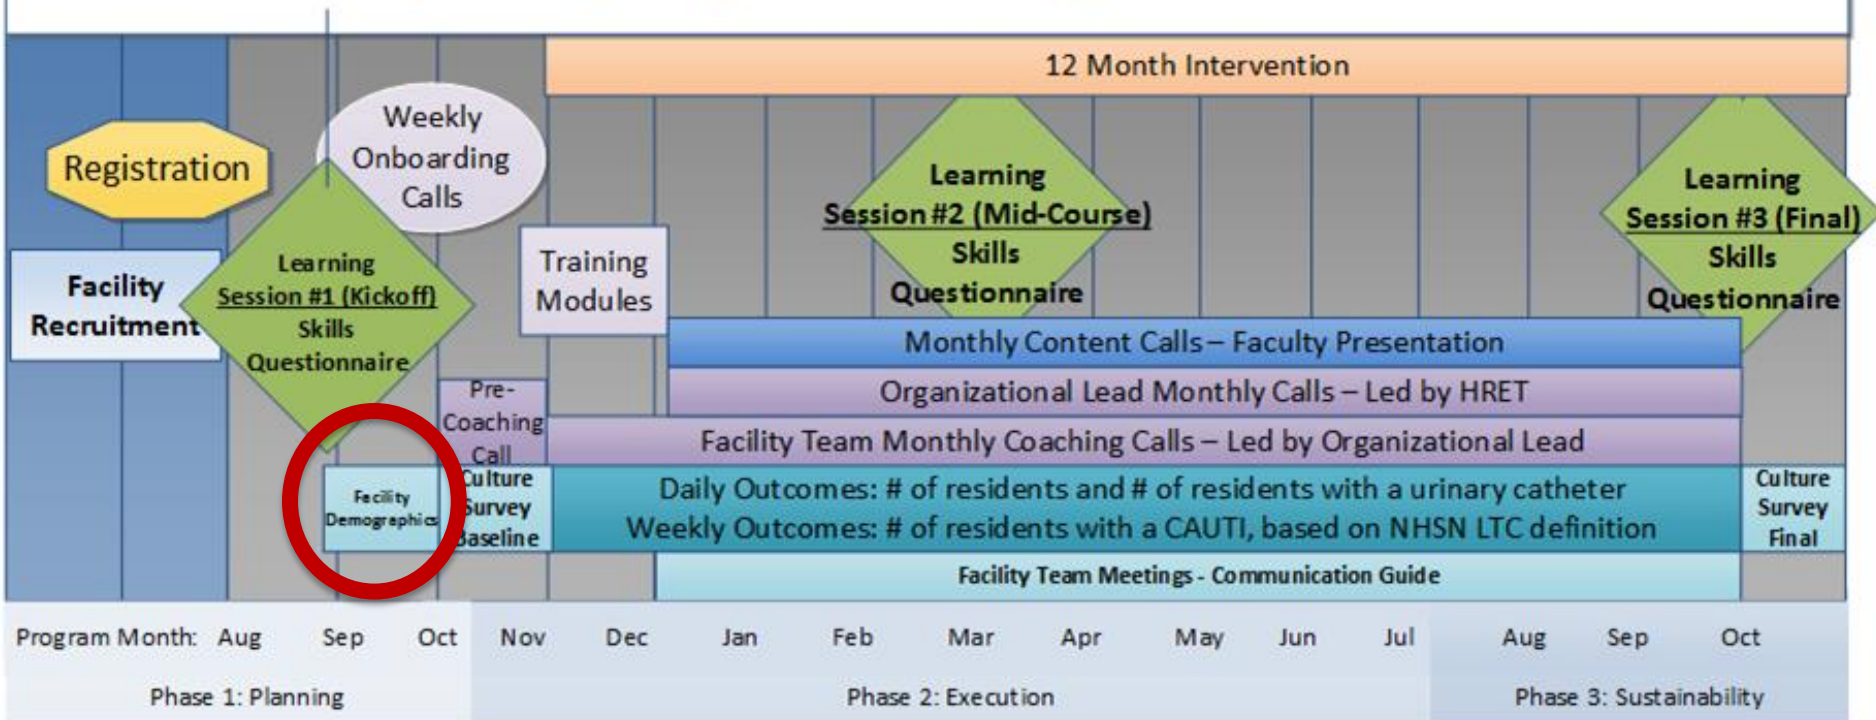 12 Month Intervention
Registration
Weekly
Onboarding
Calls
Facility
Recruitment
Learning
Session #1 (Kickoff)
Skills
Questionnaire
Training
Modules
Learning
Session #2 (Mid-Course)
Skills
Questionnaire
Learning
Session #3 (Final)
Skills
Questionnaire
Monthly Content Calls – Faculty Presentation
Organizational Lead Monthly Calls – Led by HRET
Pre-
Coaching
Call
Facility Team Monthly Coaching Calls – Led by Organizational Lead
Facility
Demographics
Culture
Survey
Baseline
Daily Outcomes: # of residents and # of residents with a urinary catheter
Weekly Outcomes: # of residents with a CAUTI, based on NHSN LTC definition
Culture
Survey
Final
Facility Team Meetings - Communication Guide
Program Month: Aug Sep Oct Nov Dec Jan Feb Mar Apr May Jun Jul Aug Sep Oct
Phase 1: Planning Phase 2: Execution Phase 3: Sustainability